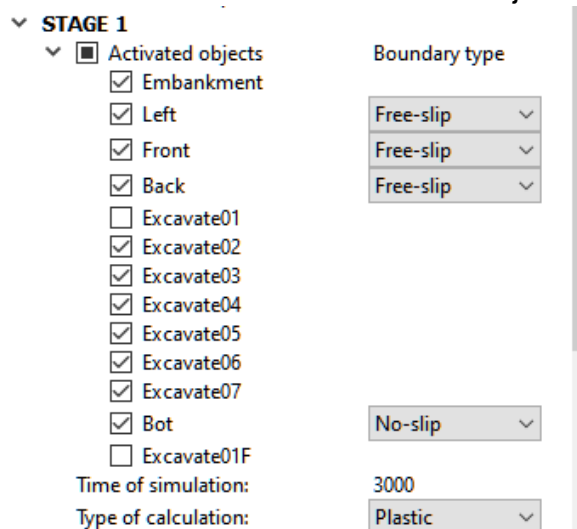 STAGE 1
Activated objects Boundary type
Embankment
Left Free-slip
Front Free-slip
Back Free-slip
Excavate01
Excavate02
Excavate03
Excavate04
Excavate05
Excavate06
Excavate07
Bot No-slip
Excavate01F
Time of simulation: 3000
Type of calculation: Plastic